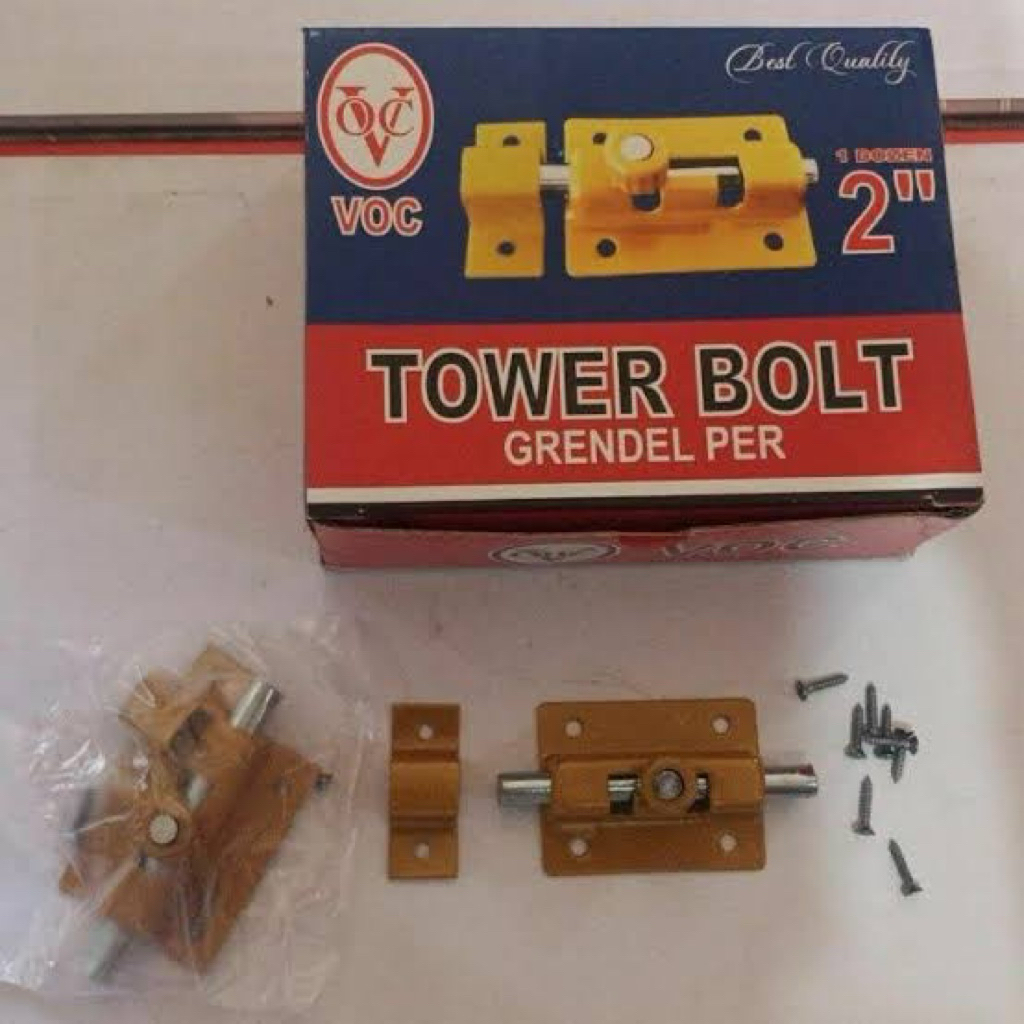 Best Quality
VOC
VOC
1 DOZEN
2"
TOWER BOLT
GRENDEL PER
VOC